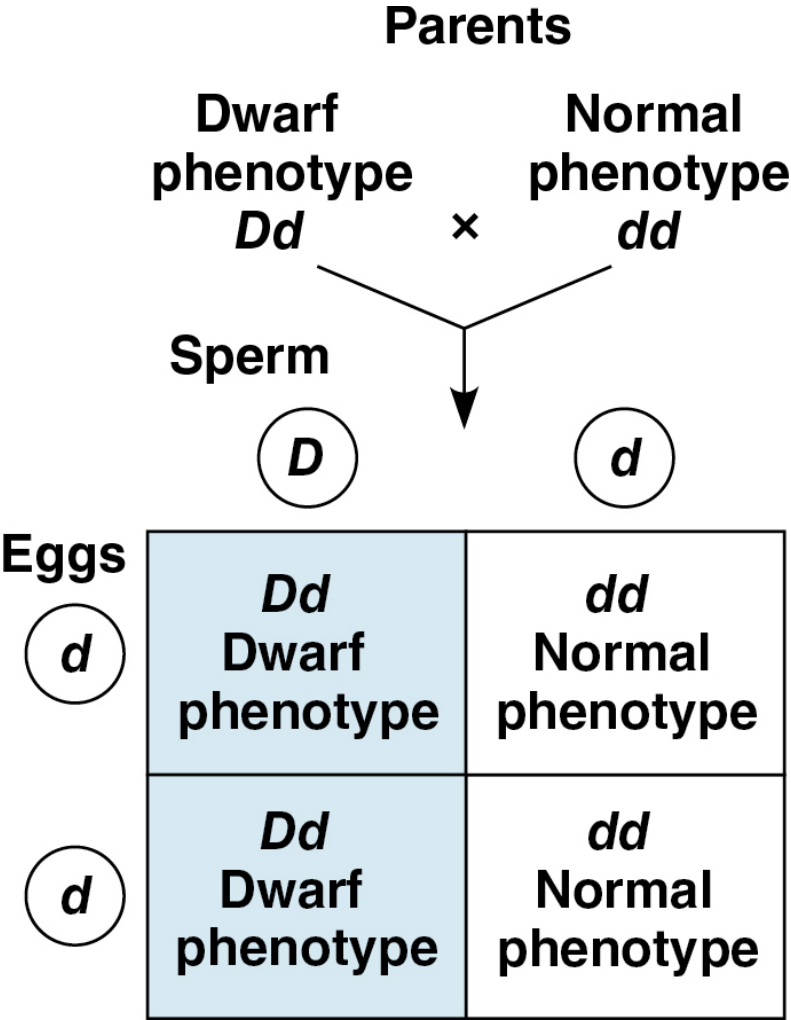 Parents
Dwarf Normal
phenotype phenotype
Dd × dd
Sperm
D d
Eggs
Dd dd
d Dwarf Normal
phenotype phenotype
Dd dd
d Dwarf Normal
phenotype phenotype